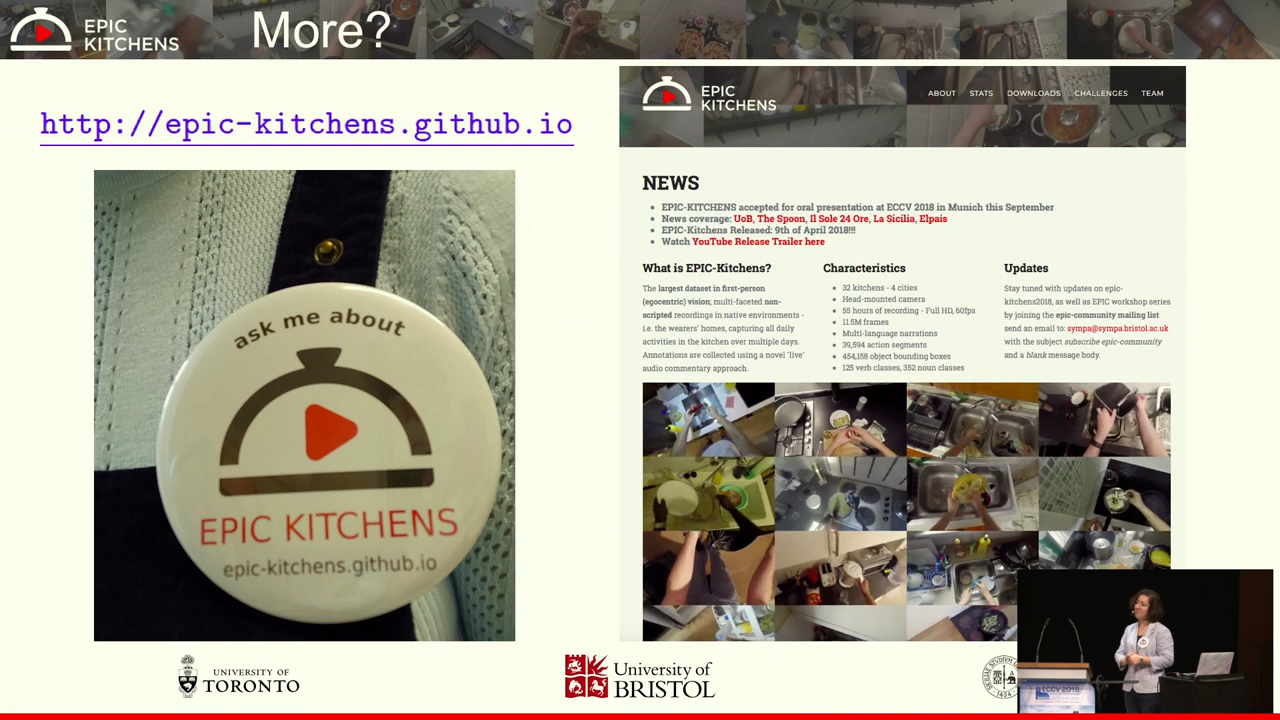 EPIC
KITCHENS
More?
http://epic-kitchens.github.io
ask me about
EPIC KITCHENS
epic-kitchens.github.io
EPIC
KITCHENS
ABOUT STATS DOWNLOADS CHALLENGES TEAM
NEWS
• EPIC-KITCHENS accepted for oral presentation at ECCV 2018 in Munich this September
• News coverage: UoB, The Spoon, Il Sole 24 Ore, La Sicilia, Elpais
• EPIC-Kitchens Released: 9th of April 2018!!!
• Watch YouTube Release Trailer here
What is EPIC-Kitchens?
The largest dataset in first-person
(egocentric) vision; multi-faceted non-
scripted recordings in native environments -
i.e. the wearers' homes, capturing all daily
activities in the kitchen over multiple days.
Annotations are collected using a novel 'live'
audio commentary approach.
Characteristics
• 32 kitchens - 4 cities
• Head-mounted camera
• 55 hours of recording - Full HD, 60fps
• 11.5M frames
• Multi-language narrations
• 39,594 action segments
• 454,158 object bounding boxes
• 125 verb classes, 352 noun classes
Updates
Stay tuned with updates on epic-
kitchens2018, as well as EPIC workshop series
by joining the epic-community mailing list
send an email to: sympa@sympa.bristol.ac.uk
with the subject subscribe epic-community
and a blank message body.
UNIVERSITY OF
TORONTO
University of
BRISTOL
1434
ECCV 2018